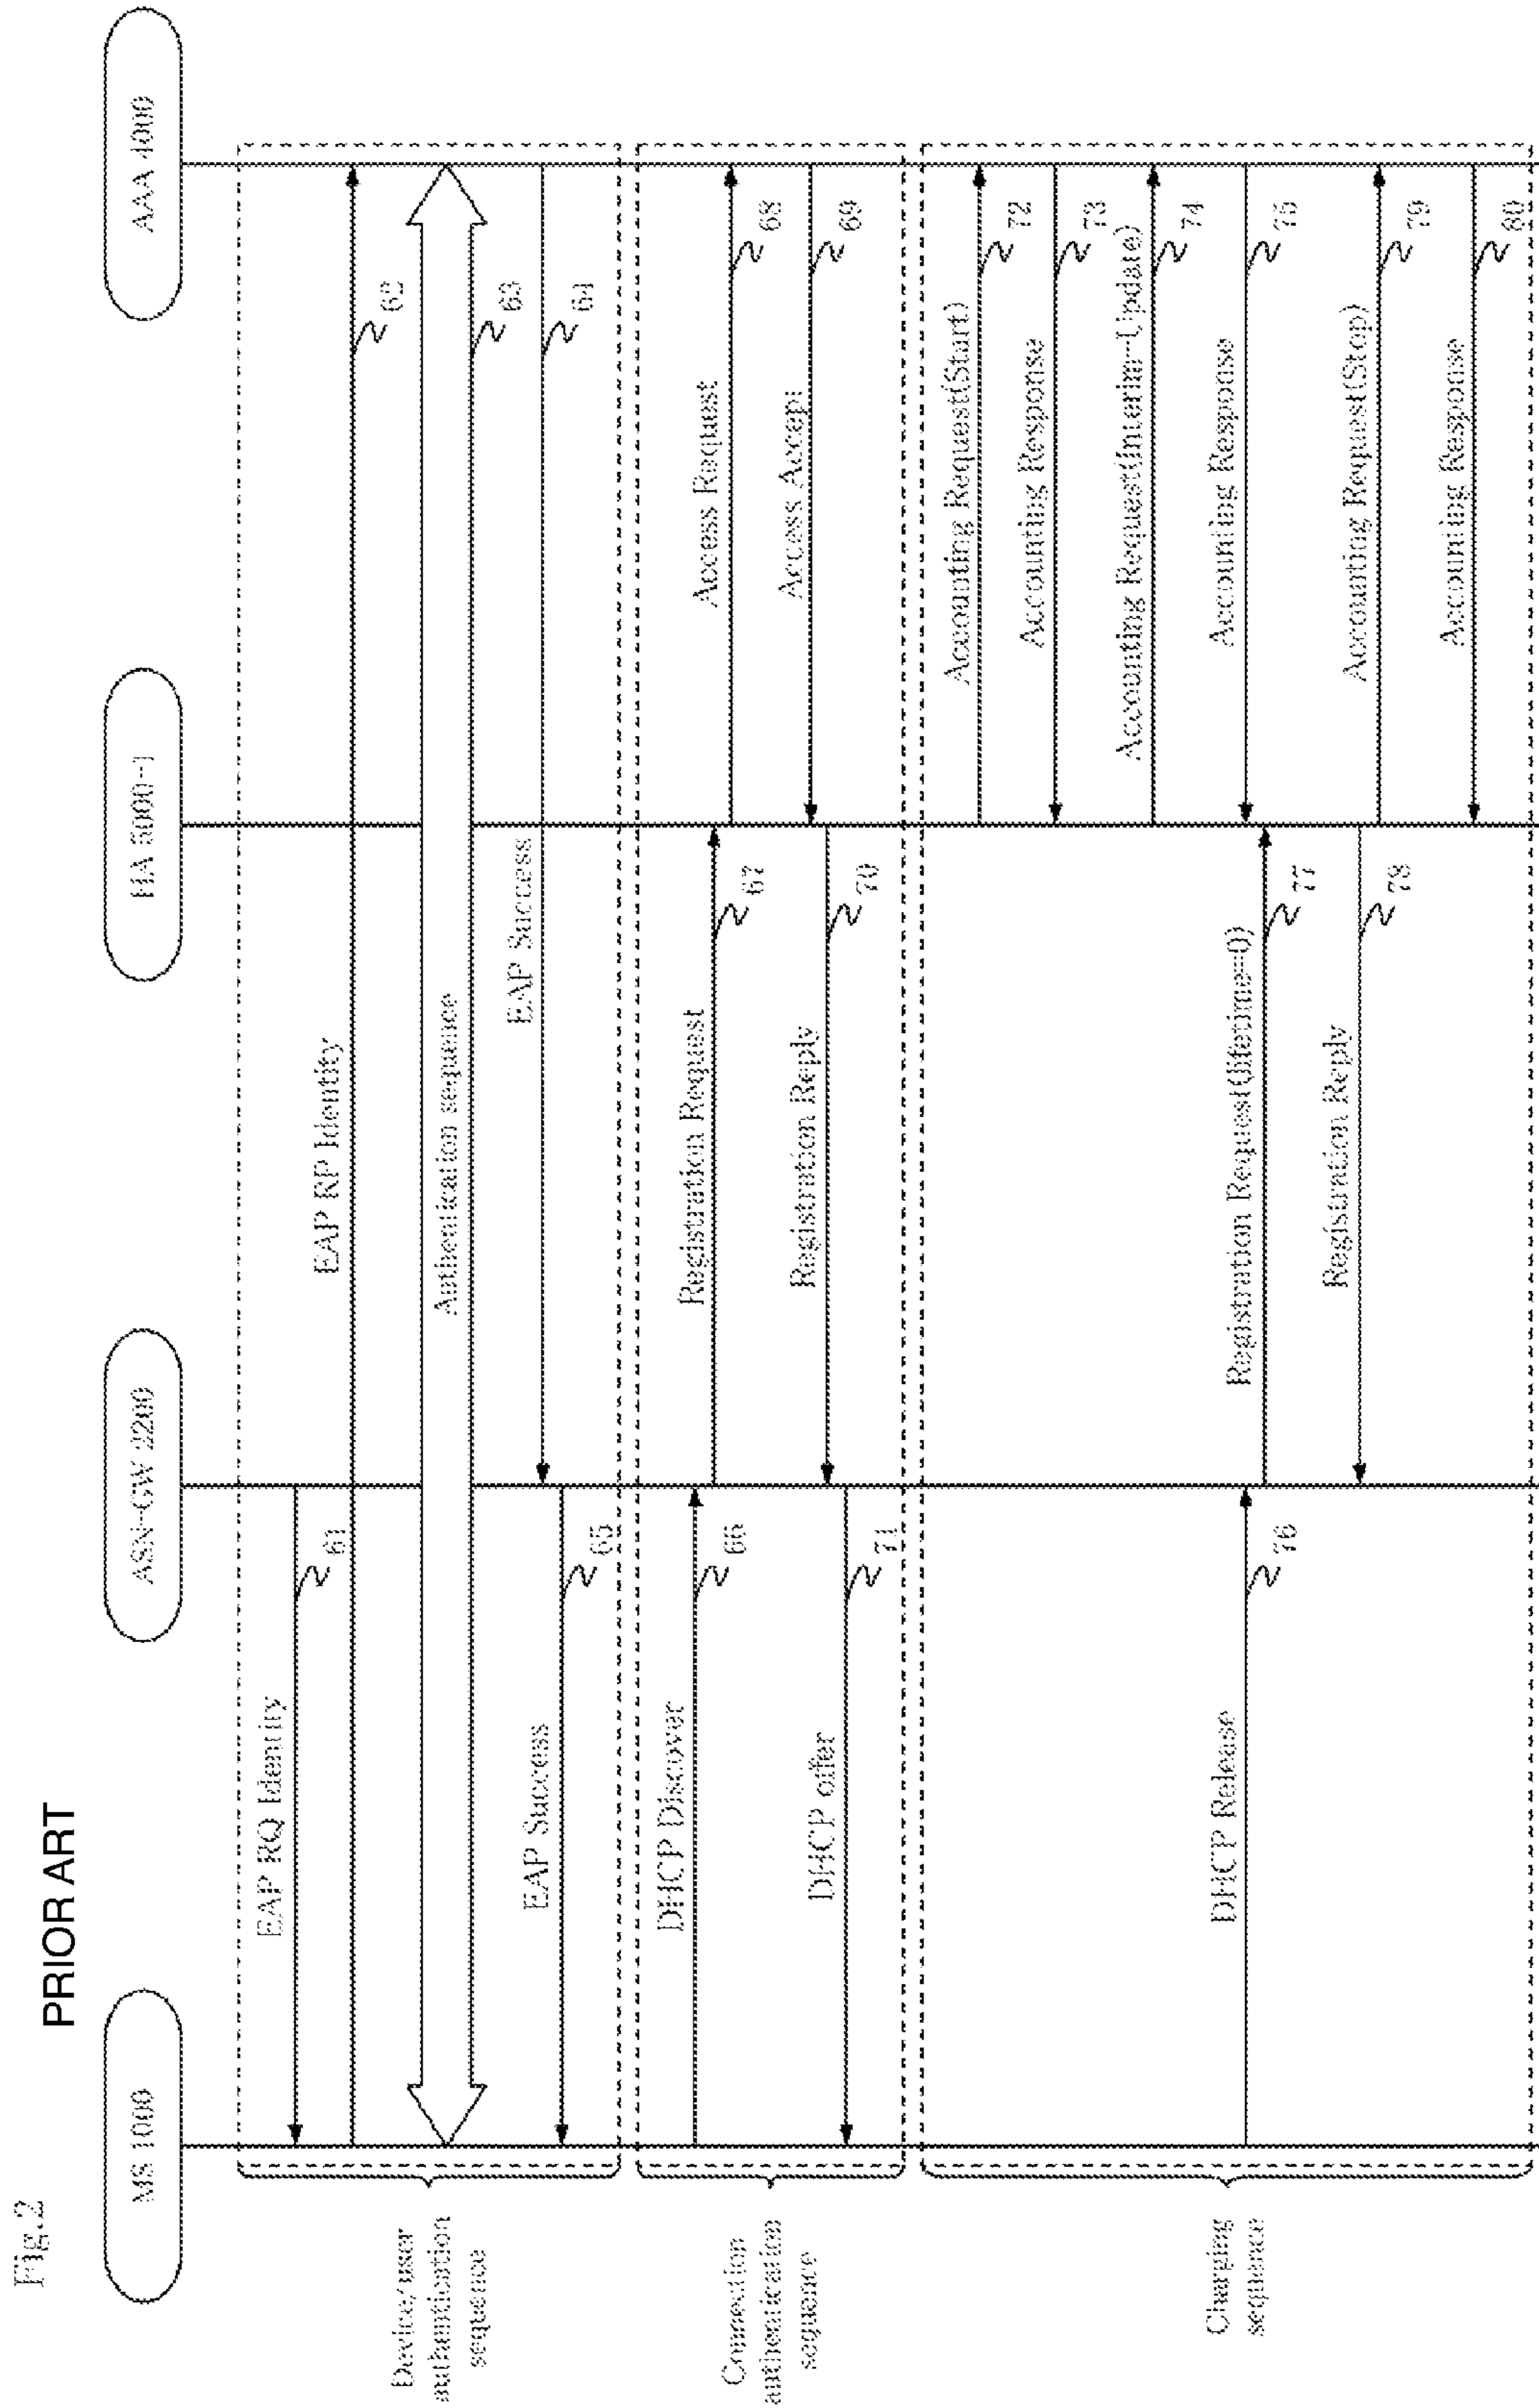 Fig.2
PRIOR ART
MS 1000
ASN-GW 2200
HA 3000-1
AAA 4000
Device/user
authentication
sequence
EAP RQ Identity
61
EAP RP Identity
62
Authentication sequence
63
EAP Success
64
EAP Success
65
Connection
authentication
sequence
DHCP Discover
66
Registration Request
67
Access Request
68
Access Accept
69
Registration Reply
70
DHCP offer
71
Charging
sequence
Accounting Request(Start)
72
Accounting Response
73
Accounting Request(Interim-Update)
74
Accounting Response
75
DHCP Release
76
Registration Request(lifetime=0)
77
Registration Reply
78
Accounting Request(Stop)
79
Accounting Response
80